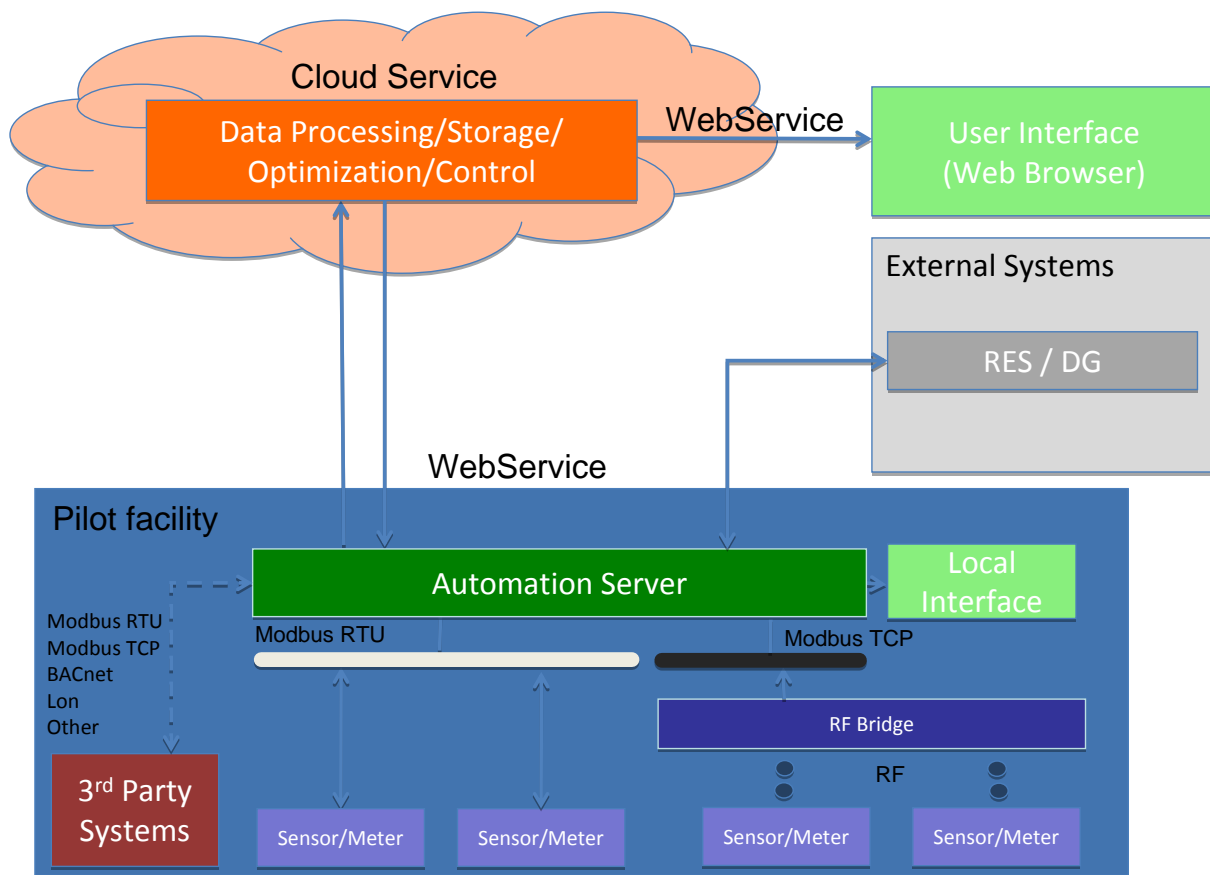 Cloud Service
Data Processing/Storage/
Optimization/Control
WebService
User Interface
(Web Browser)
External Systems
RES / DG
WebService
Pilot facility
Automation Server
Local
Interface
Modbus RTU
Modbus TCP
BACnet
Lon
Other
Modbus RTU
Modbus TCP
RF Bridge
RF
3rd Party
Systems
Sensor/Meter
Sensor/Meter
Sensor/Meter
Sensor/Meter